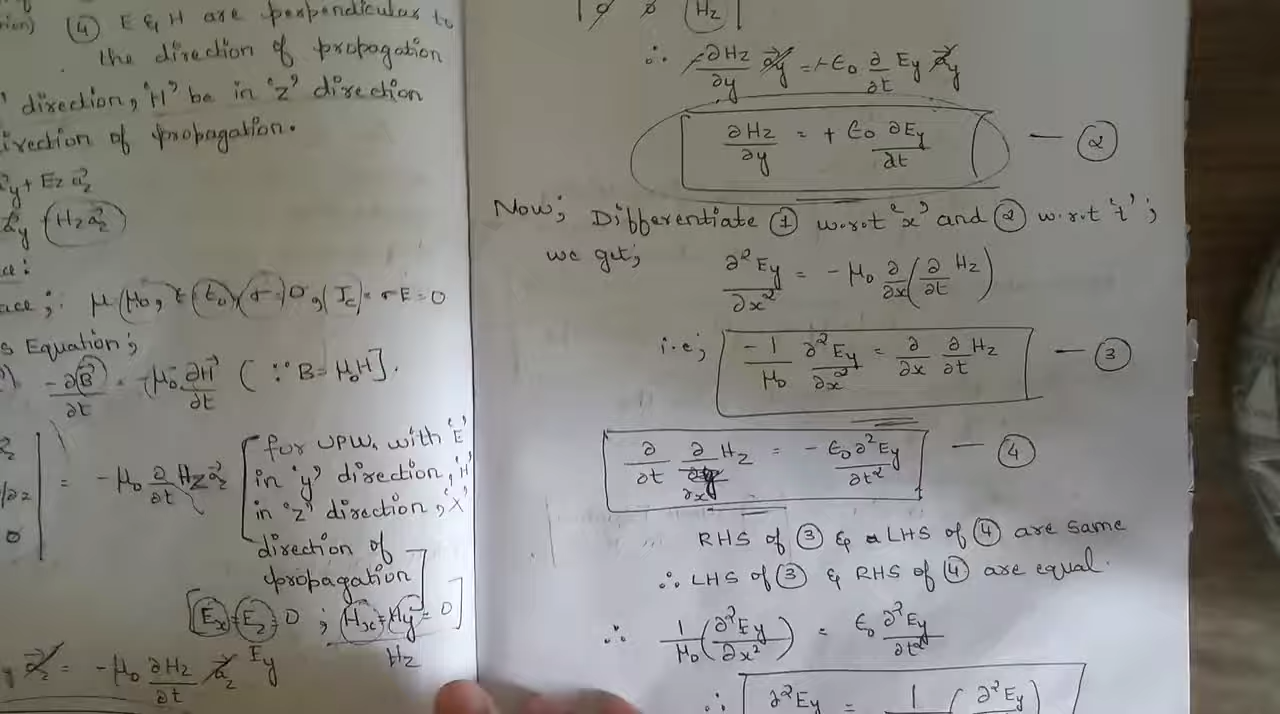 ④ E & H are perpendicular to
the direction of propagation
direction, 'H' be in 'z' direction
direction of propagation.
y + Ez a⃗z
y + Hz a⃗z
μ(μ₀), ε(ε₀), σ=0, (Jc) = σE = 0
s Equation;
-∂B⃗/∂t = -μ₀ ∂H⃗/∂t (∵ B = μ₀H].
= -μ₀ ∂/∂t Hz a⃗z
0
[for UPW, with 'E'
in 'y' direction, 'H'
in 'z' direction, 'x'
direction of
propagation]
[Ex = Ez = 0 ; Hx = Hy = 0]
Ey Hz
a⃗z = -μ₀ ∂Hz/∂t a⃗z
Hz
∴ -∂Hz/∂y a⃗y = +ε₀ ∂/∂t Ey a⃗y
∂Hz/∂y = + ε₀ ∂Ey/∂t — ②
Now; Differentiate ① w.r.t 'x' and ② w.r.t 't';
we get; ∂²Ey/∂x² = -μ₀ ∂/∂x (∂/∂t Hz)
i.e; -1/μ₀ ∂²Ey/∂x² = ∂/∂x ∂/∂t Hz — ③
∂/∂t ∂/∂x Hz = -ε₀ ∂²Ey/∂t² — ④
RHS of ③ & LHS of ④ are same
∴ LHS of ③ & RHS of ④ are equal.
∴ 1/μ₀ (∂²Ey/∂x²) = ε₀ ∂²Ey/∂t²
∴ ∂²Ey = 1 (∂²Ey)